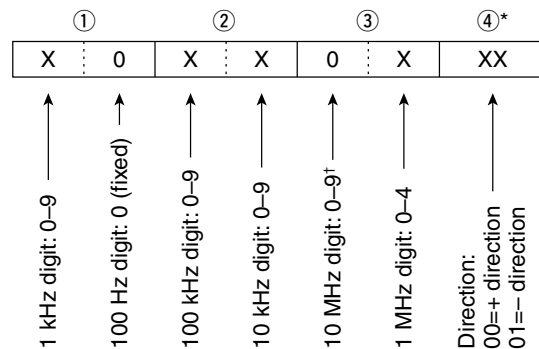 ① ② ③ ④*
X 0 X X 0 X XX
1 kHz digit: 0–9
100 Hz digit: 0 (fixed)
100 kHz digit: 0–9
10 kHz digit: 0–9
10 MHz digit: 0–9†
1 MHz digit: 0–4
Direction:
00=+ direction
01=– direction